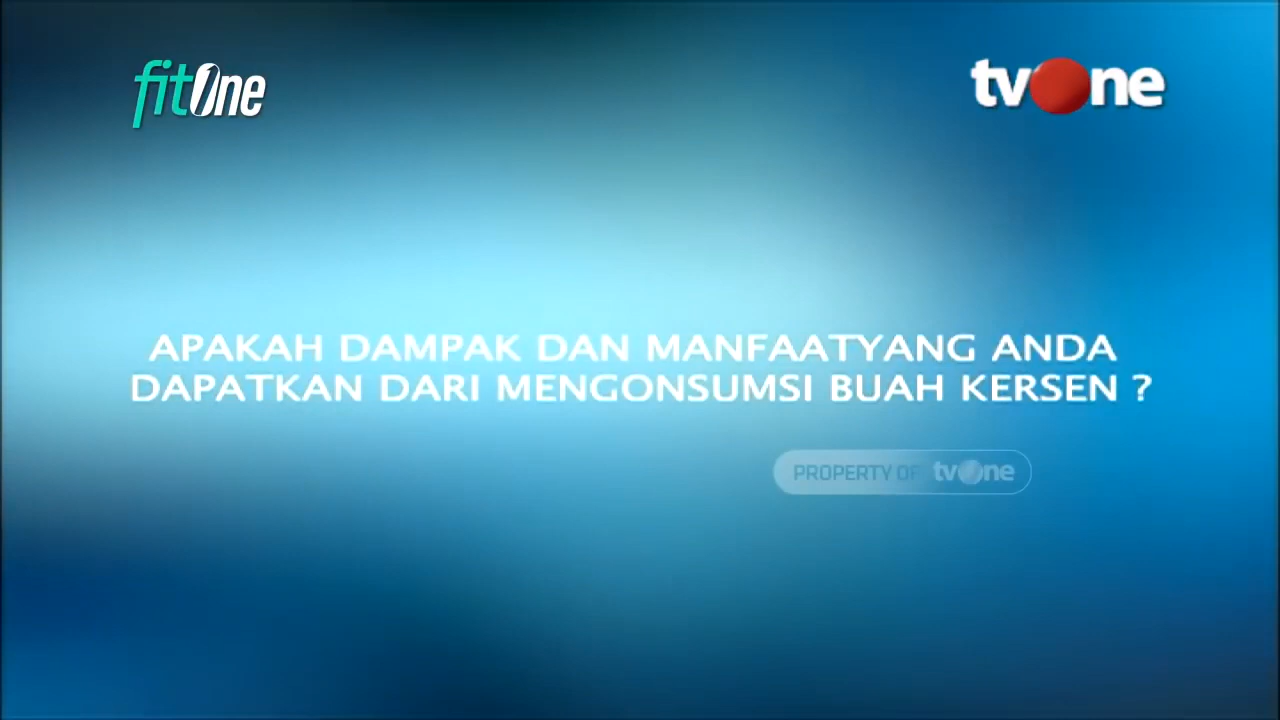 fitOne
tvOne
APAKAH DAMPAK DAN MANFAATYANG ANDA
DAPATKAN DARI MENGONSUMSI BUAH KERSEN ?
PROPERTY OF tvOne